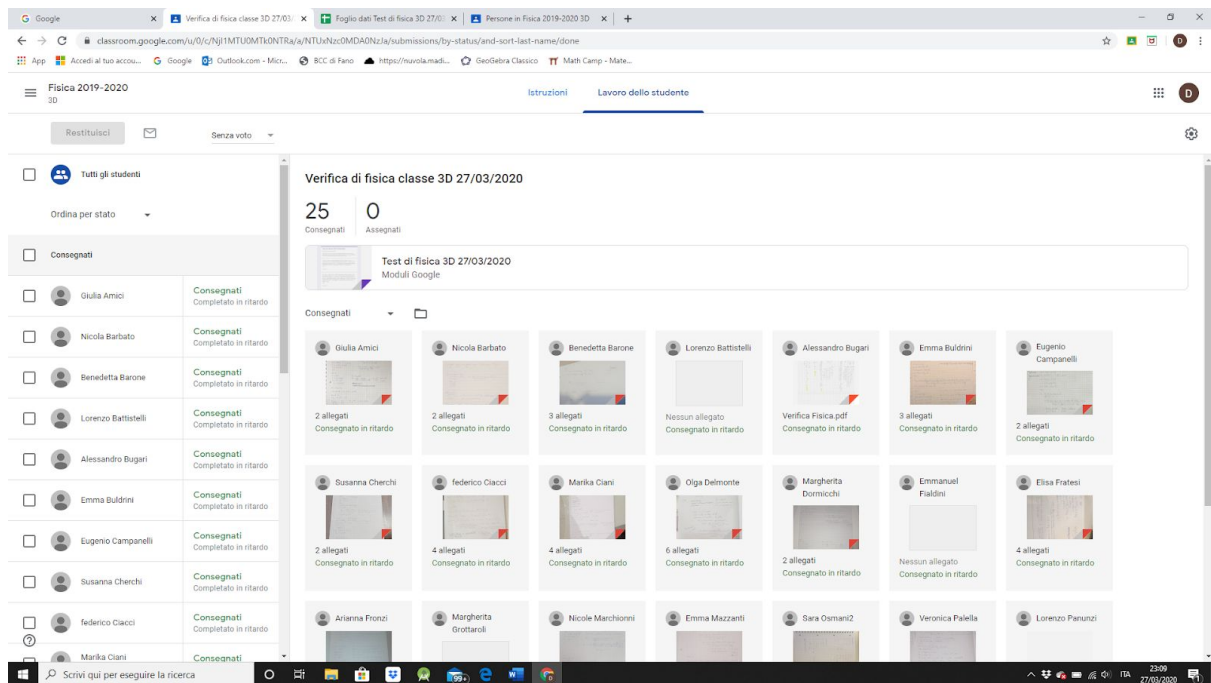 Google
Verifica di fisica classe 3D 27/03/
Foglio dati Test di fisica 3D 27/03
Persone in Fisica 2019-2020 3D
classroom.google.com/u/0/c/NjI1MTU0MTk0NTRa/a/NTUxNzc0MDA0NzJa/submissions/by-status/and-sort-last-name/done
App
Accedi al tuo accou...
Google
Outlook.com - Micr...
BCC di Fano
https://nuvola.madi...
GeoGebra Classico
Math Camp - Mate...
Fisica 2019-2020
3D
Istruzioni
Lavoro dello studente
D
Restituisci
Senza voto
Tutti gli studenti
Ordina per stato
Consegnati
Giulia Amici
Consegnati
Completato in ritardo
Nicola Barbato
Consegnati
Completato in ritardo
Benedetta Barone
Consegnati
Completato in ritardo
Lorenzo Battistelli
Consegnati
Completato in ritardo
Alessandro Bugari
Consegnati
Completato in ritardo
Emma Buldrini
Consegnati
Completato in ritardo
Eugenio Campanelli
Consegnati
Completato in ritardo
Susanna Cherchi
Consegnati
Completato in ritardo
federico Ciacci
Consegnati
Completato in ritardo
Marika Ciani
Consegnati
Verifica di fisica classe 3D 27/03/2020
25 0
Consegnati Assegnati
Test di fisica 3D 27/03/2020
Moduli Google
Consegnati
Giulia Amici
2 allegati
Consegnato in ritardo
Nicola Barbato
2 allegati
Consegnato in ritardo
Benedetta Barone
3 allegati
Consegnato in ritardo
Lorenzo Battistelli
Nessun allegato
Consegnato in ritardo
Alessandro Bugari
Verifica Fisica.pdf
Consegnato in ritardo
Emma Buldrini
3 allegati
Consegnato in ritardo
Eugenio
Campanelli
2 allegati
Consegnato in ritardo
Susanna Cherchi
2 allegati
Consegnato in ritardo
federico Ciacci
4 allegati
Consegnato in ritardo
Marika Ciani
4 allegati
Consegnato in ritardo
Olga Delmonte
6 allegati
Consegnato in ritardo
Margherita
Dormicchi
2 allegati
Consegnato in ritardo
Emmanuel
Fialdini
Nessun allegato
Consegnato in ritardo
Elisa Fratesi
4 allegati
Consegnato in ritardo
Arianna Fronzi
Margherita
Grottaroli
Nicole Marchionni
Emma Mazzanti
Sara Osmani2
Veronica Palella
Lorenzo Panunzi
Scrivi qui per eseguire la ricerca
99+
ITA
23:09
27/03/2020